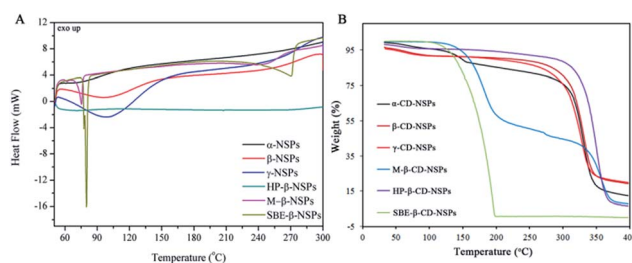 A
exo up
12
8
4
0
-4
-8
-12
-16
Heat Flow (mW)
60
90
120
150
180
210
240
270
300
Temperature (°C)
α-NSPs
β-NSPs
γ-NSPs
HP-β-NSPs
M-β-NSPs
SBE-β-NSPs
B
95
75
55
35
15
-5
Weight (%)
0
50
100
150
200
250
300
350
40
Temperature (°C)
α-CD-NSPs
β-CD-NSPs
γ-CD-NSPs
M-β-CD-NSPs
HP-β-CD-NSPs
SBE-β-CD-NSPs